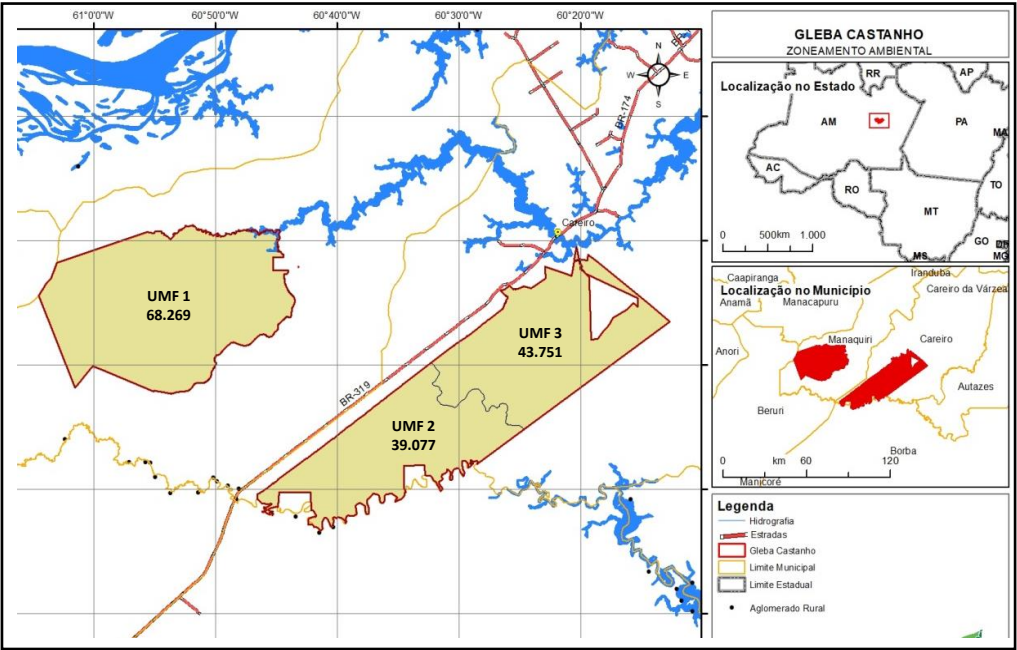 61°0'0"W
60°50'0"W
60°40'0"W
60°30'0"W
60°20'0"W
N
W
E
S
BR-174
Careiro
UMF 1
68.269
UMF 3
43.751
UMF 2
39.077
BR-319
GLEBA CASTANHO
ZONEAMENTO AMBIENTAL
Localização no Estado
RR
AP
AM
PA
MA
AC
RO
TO
MT
GO
MS
MG
0 500km 1.000
Localização no Município
Caapiranga
Iranduba
Careiro da Várzea
Anamã
Manacapuru
Manaquiri
Careiro
Anori
Autazes
Beruri
Borba
0 km 60 120
Manicoré
Legenda
Hidrografia
Estradas
Gleba Castanho
Limite Municipal
Limite Estadual
Aglomerado Rural